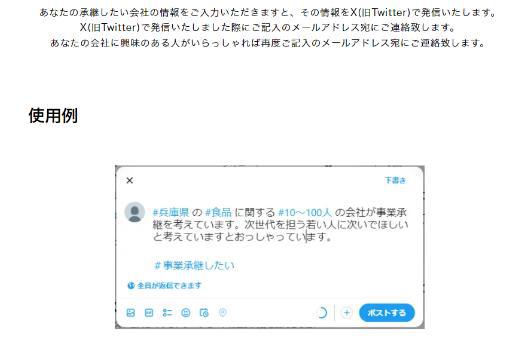 あなたの承継したい会社の情報をご入力いただきますと、その情報をX(旧Twitter)で発信いたします。
X(旧Twitter)で発信いたしました際にご記入のメールアドレス宛にご連絡致します。
あなたの会社に興味のある人がいらっしゃれば再度ご記入のメールアドレス宛にご連絡致します。
使用例
下書き
#兵庫県 の #食品 に関する #10～100人 の会社が事業承
継を考えています。次世代を担う若い人に次いでほしい
と考えていますとおっしゃっています。
#事業承継したい
全員が返信できます
ポストする